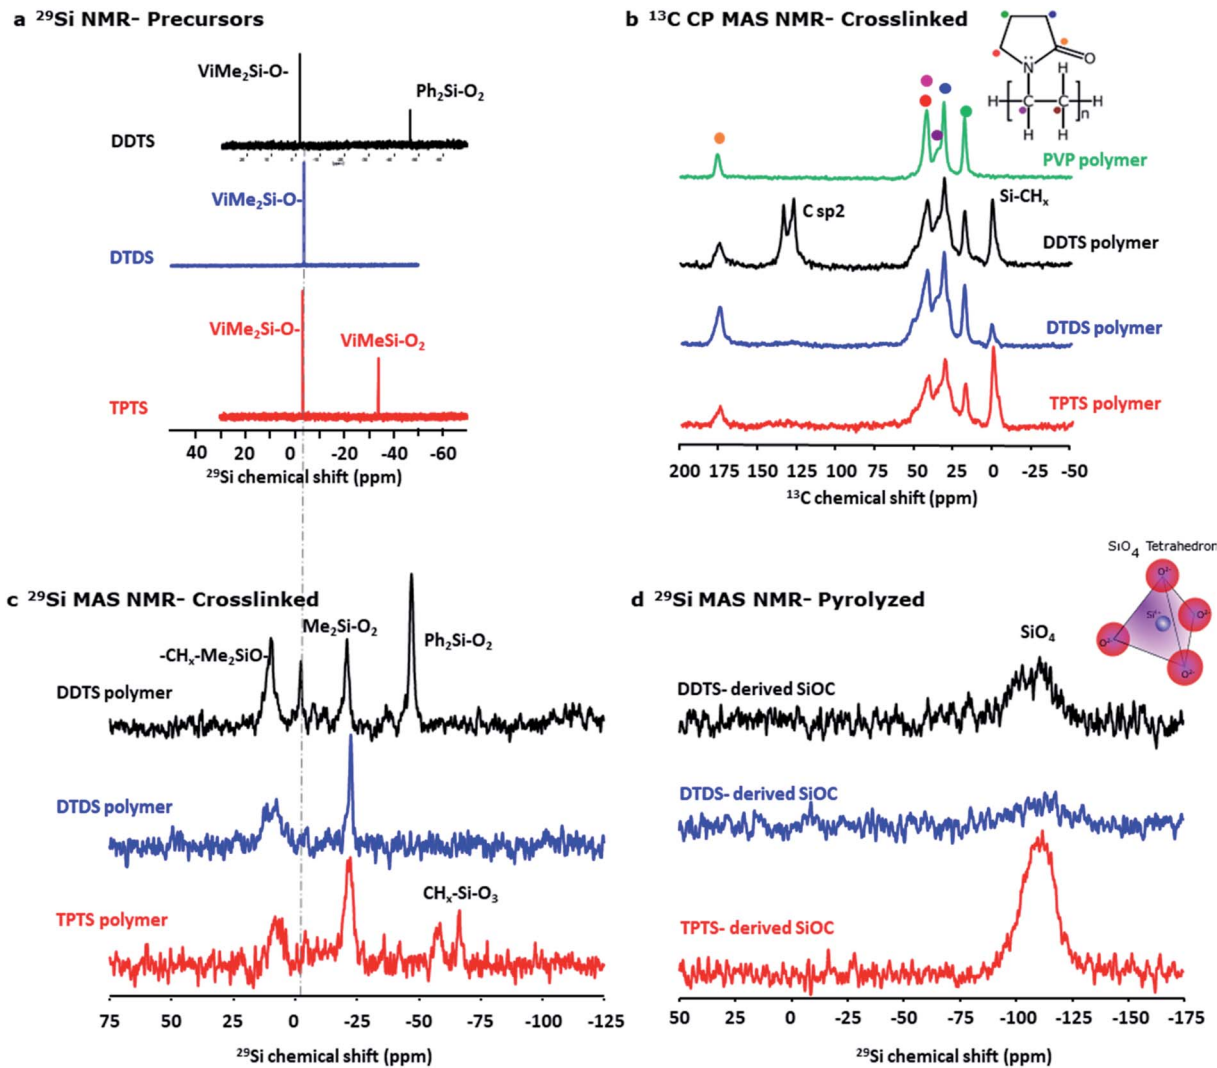 a ²⁹Si NMR- Precursors
ViMe₂Si-O-
Ph₂Si-O₂
DDTS
ViMe₂Si-O-
DTDS
ViMe₂Si-O-
ViMeSi-O₂
TPTS
40 20 0 -20 -40 -60
²⁹Si chemical shift (ppm)
b ¹³C CP MAS NMR- Crosslinked
N
O
H H
H C C H
n
H H
PVP polymer
C sp2
Si-CHₓ
DDTS polymer
DTDS polymer
TPTS polymer
200 175 150 125 100 75 50 25 0 -25 -50
¹³C chemical shift (ppm)
c ²⁹Si MAS NMR- Crosslinked
-CHₓ-Me₂SiO-
Me₂Si-O₂
Ph₂Si-O₂
DDTS polymer
DTDS polymer
TPTS polymer
CHₓ-Si-O₃
75 50 25 0 -25 -50 -75 -100 -125
²⁹Si chemical shift (ppm)
d ²⁹Si MAS NMR- Pyrolyzed
SiO₄ Tetrahedron
O²⁻
Si⁴⁺
O²⁻
O²⁻
O²⁻
SiO₄
DDTS- derived SiOC
DTDS- derived SiOC
TPTS- derived SiOC
50 25 0 -25 -50 -75 -100 -125 -150 -175
²⁹Si chemical shift (ppm)